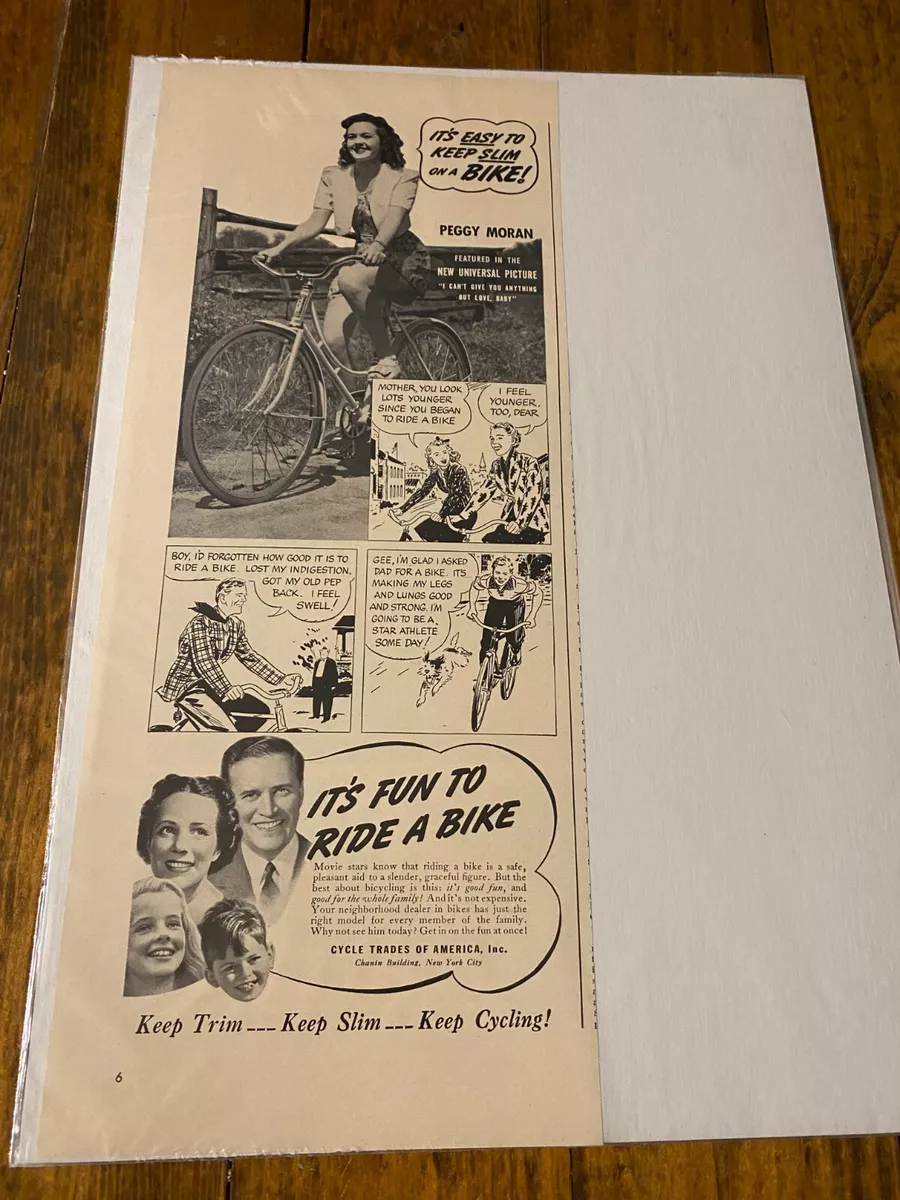 IT'S EASY TO
KEEP SLIM
ON A BIKE!
PEGGY MORAN
FEATURED IN THE
NEW UNIVERSAL PICTURE
"I CAN'T GIVE YOU ANYTHING
BUT LOVE, BABY"
MOTHER, YOU LOOK
LOTS YOUNGER
SINCE YOU BEGAN
TO RIDE A BIKE
I FEEL
YOUNGER,
TOO, DEAR
BOY, I'D FORGOTTEN HOW GOOD IT IS TO
RIDE A BIKE. LOST MY INDIGESTION.
GOT MY OLD PEP
BACK. I FEEL
SWELL!
GEE, I'M GLAD I ASKED
DAD FOR A BIKE. IT'S
MAKING MY LEGS
AND LUNGS GOOD
AND STRONG. I'M
GOING TO BE A
STAR ATHLETE
SOME DAY!
IT'S FUN TO
RIDE A BIKE
Movie stars know that riding a bike is a safe,
pleasant aid to a slender, graceful figure. But the
best about bicycling is this: it's good fun, and
good for the whole family! And it's not expensive.
Your neighborhood dealer in bikes has just the
right model for every member of the family.
Why not see him today? Get in on the fun at once!
CYCLE TRADES OF AMERICA, Inc.
Chanin Building, New York City
Keep Trim --- Keep Slim --- Keep Cycling!
6